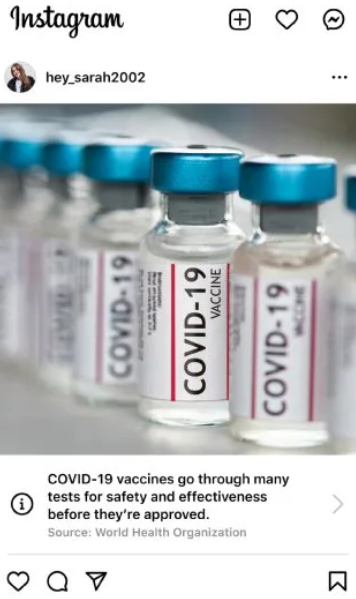 Instagram
hey_sarah2002
COVID-19
VACCINE
COVID-19
COVID-19
VACCINE
COVID-19 vaccines go through many
tests for safety and effectiveness
before they’re approved.
Source: World Health Organization